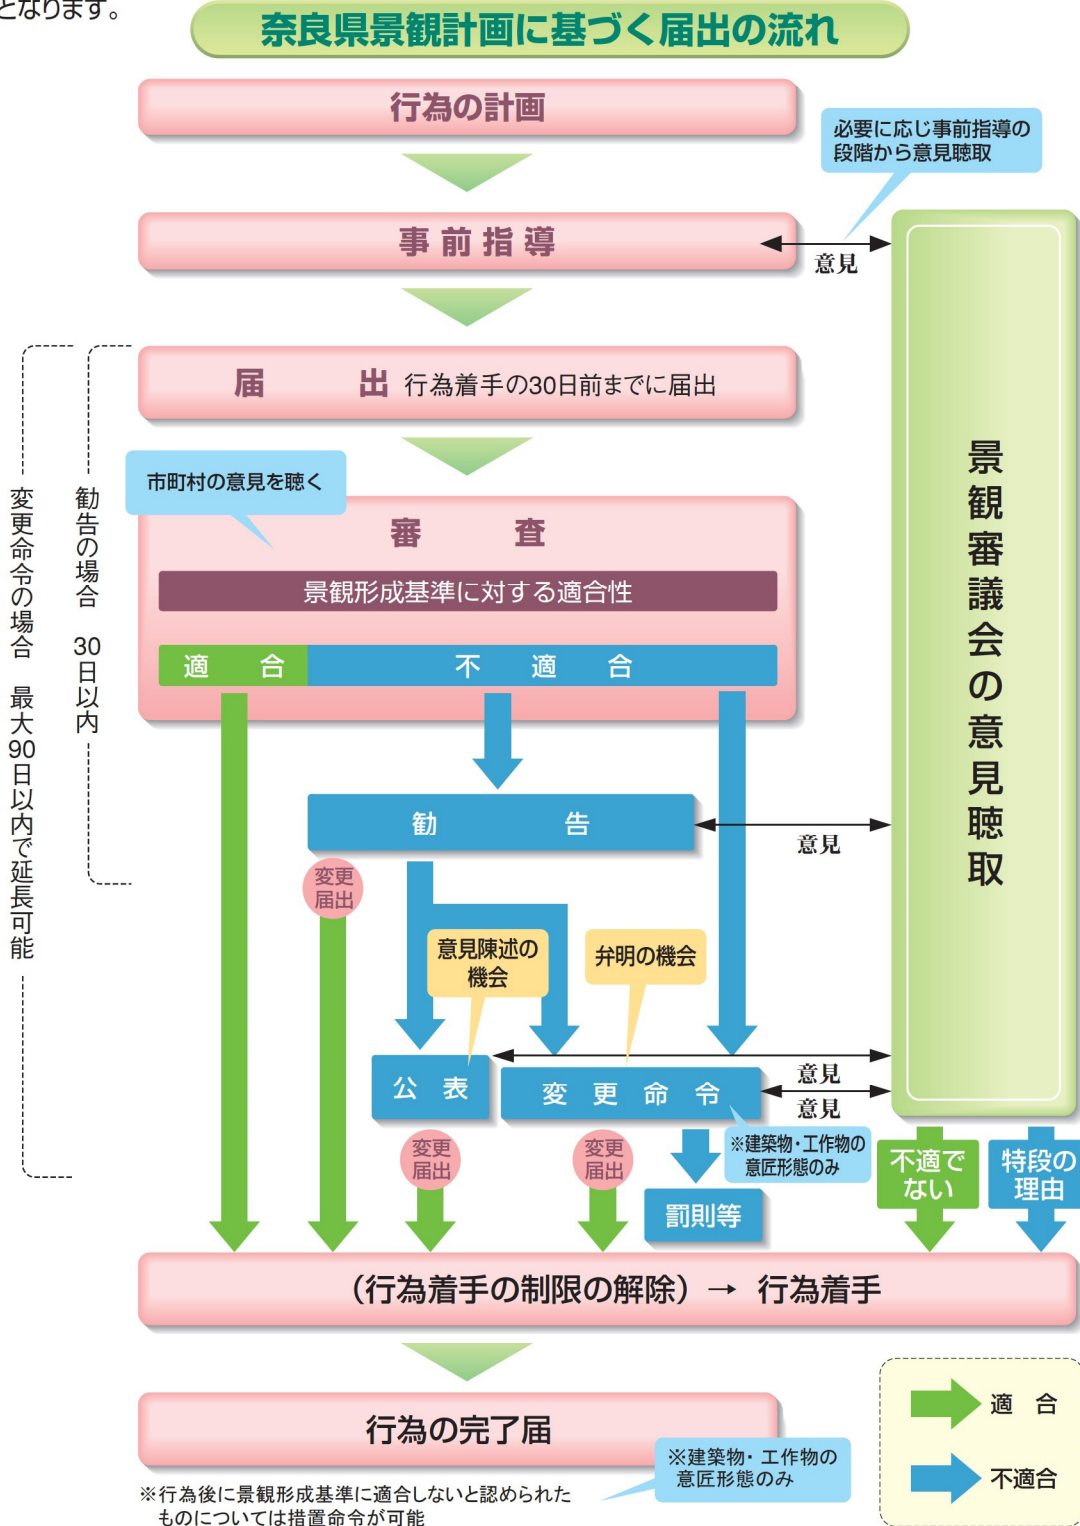 となります。
奈良県景観計画に基づく届出の流れ
行為の計画
必要に応じ事前指導の
段階から意見聴取
事前指導
意見
届　出 行為着手の30日前までに届出
市町村の意見を聴く
審　査
景観形成基準に対する適合性
適　合
不　適　合
勧告の場合　30日以内
変更命令の場合　最大90日以内で延長可能
景観審議会の意見聴取
勧　告
意見
変更
届出
意見陳述の
機会
弁明の機会
公　表
変　更　命　令
意見
意見
※建築物・工作物の
意匠形態のみ
変更
届出
変更
届出
罰則等
不適で
ない
特段の
理由
（行為着手の制限の解除）→ 行為着手
行為の完了届
※建築物・工作物の
意匠形態のみ
※行為後に景観形成基準に適合しないと認められた
ものについては措置命令が可能
適　合
不適合